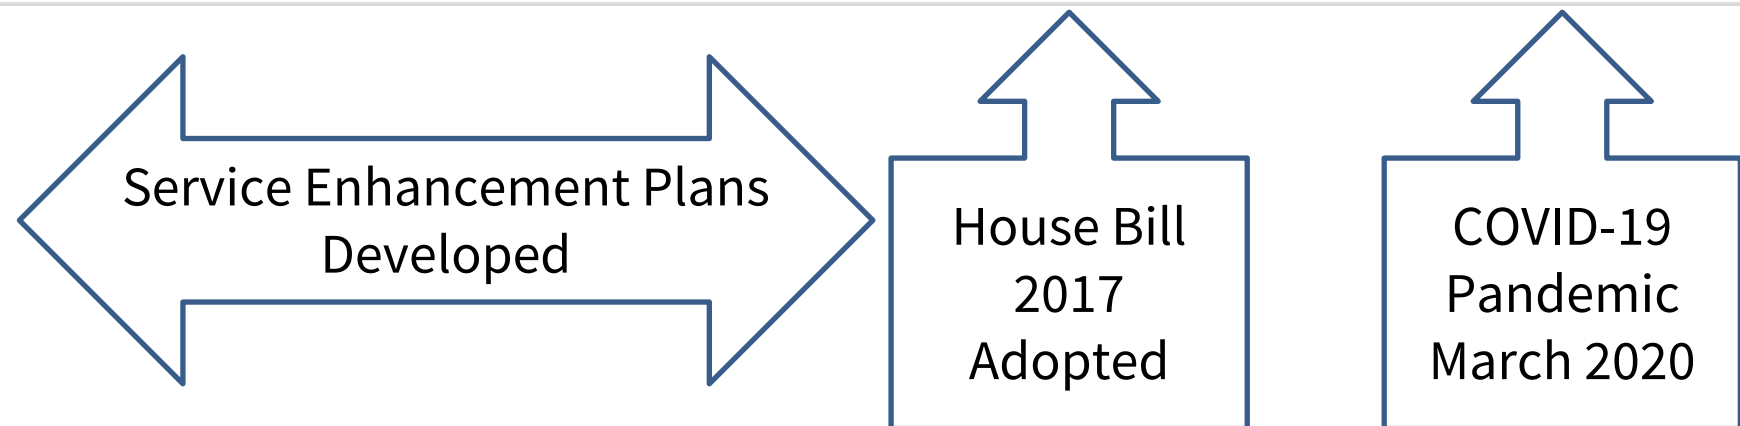 Service Enhancement Plans
Developed
House Bill
2017
Adopted
COVID-19
Pandemic
March 2020